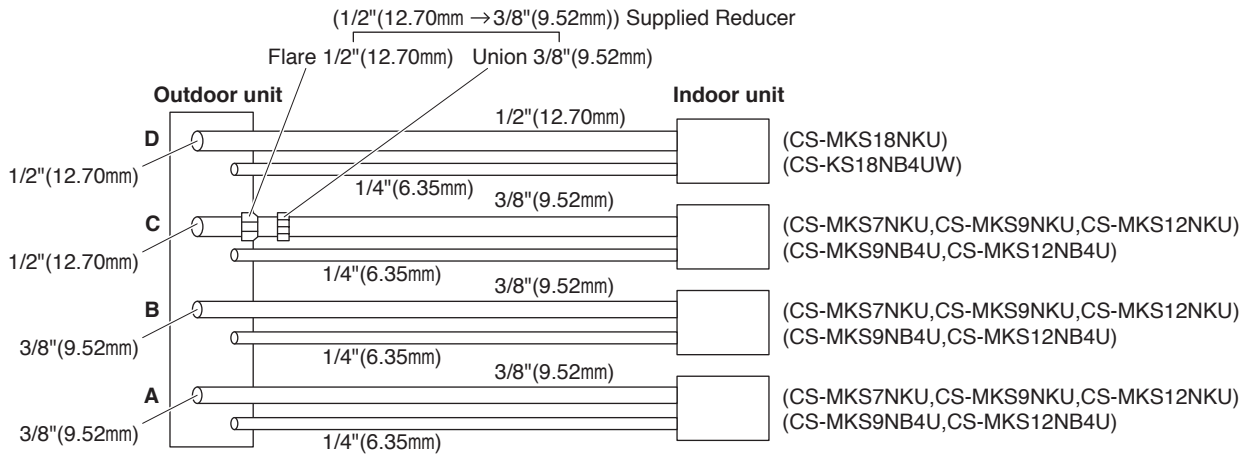 (1/2"(12.70mm →3/8"(9.52mm)) Supplied Reducer
Flare 1/2"(12.70mm) Union 3/8"(9.52mm)
Outdoor unit
Indoor unit
D
1/2"(12.70mm)
1/2"(12.70mm)
1/4"(6.35mm)
(CS-MKS18NKU)
(CS-KS18NB4UW)
C
1/2"(12.70mm)
3/8"(9.52mm)
1/4"(6.35mm)
(CS-MKS7NKU,CS-MKS9NKU,CS-MKS12NKU)
(CS-MKS9NB4U,CS-MKS12NB4U)
B
3/8"(9.52mm)
3/8"(9.52mm)
1/4"(6.35mm)
(CS-MKS7NKU,CS-MKS9NKU,CS-MKS12NKU)
(CS-MKS9NB4U,CS-MKS12NB4U)
A
3/8"(9.52mm)
3/8"(9.52mm)
1/4"(6.35mm)
(CS-MKS7NKU,CS-MKS9NKU,CS-MKS12NKU)
(CS-MKS9NB4U,CS-MKS12NB4U)